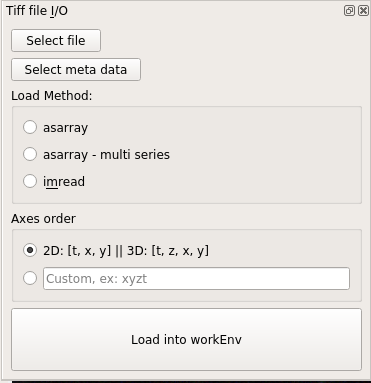 Tiff file I/O
Select file
Select meta data
Load Method:
asarray
asarray - multi series
imread
Axes order
2D: [t, x, y] || 3D: [t, z, x, y]
Custom, ex: xyzt
Load into workEnv